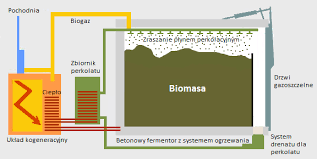 Pochodnia
Biogaz
Zraszanie płynem perkolacyjnym
Zbiornik
perkolatu
Ciepło
Biomasa
Drzwi
gazoszczelne
Układ kogeneracyjny
Betonowy fermentor z systemem ogrzewania
System
drenażu dla
perkolatu